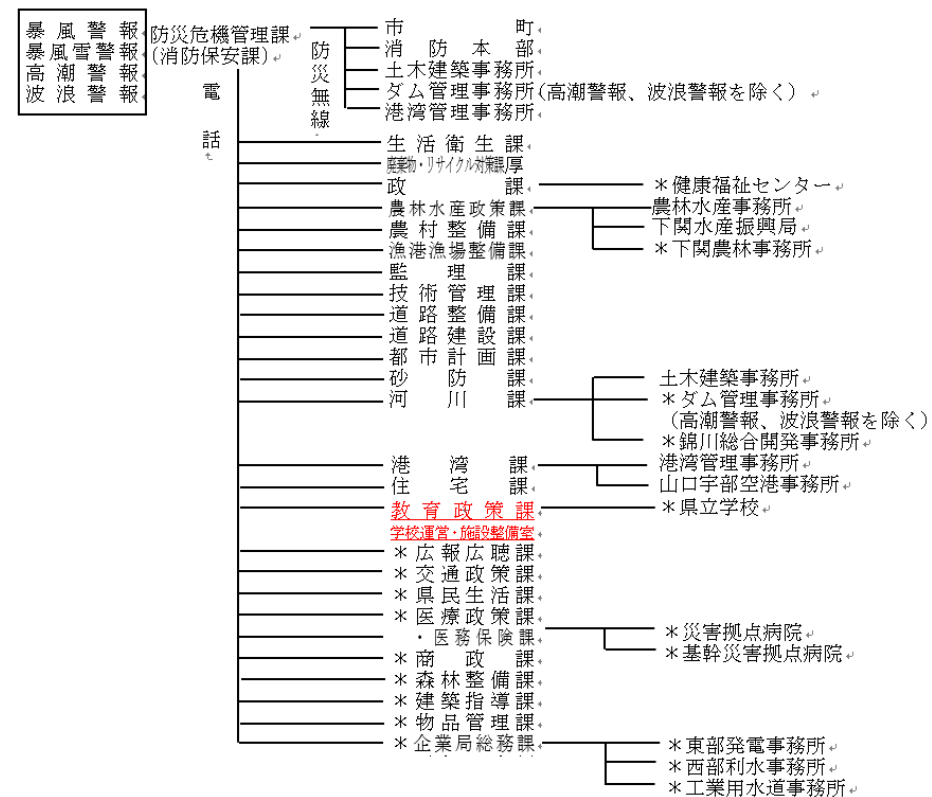 暴風警報
暴風雪警報
高潮警報
波浪警報
防災危機管理課
(消防保安課)
電話
防災無線
市町
消防本部
土木建築事務所
ダム管理事務所(高潮警報、波浪警報を除く)
港湾管理事務所
生活衛生課
廃棄物・リサイクル対策課厚
政課
＊健康福祉センター
農林水産政策課
農林水産事務所
農村整備課
下関水産振興局
漁港漁場整備課
＊下関農林事務所
監理課
技術管理課
道路整備課
道路建設課
都市計画課
砂防課
土木建築事務所
河川課
＊ダム管理事務所
(高潮警報、波浪警報を除く)
＊錦川総合開発事務所
港湾課
港湾管理事務所
住宅課
山口宇部空港事務所
教育政策課
＊県立学校
学校運営・施設整備室
＊広報広聴課
＊交通政策課
＊県民生活課
＊医療政策課
・医務保険課
＊災害拠点病院
＊基幹災害拠点病院
＊商政課
＊森林整備課
＊建築指導課
＊物品管理課
＊企業局総務課
＊東部発電事務所
＊西部利水事務所
＊工業用水道事務所